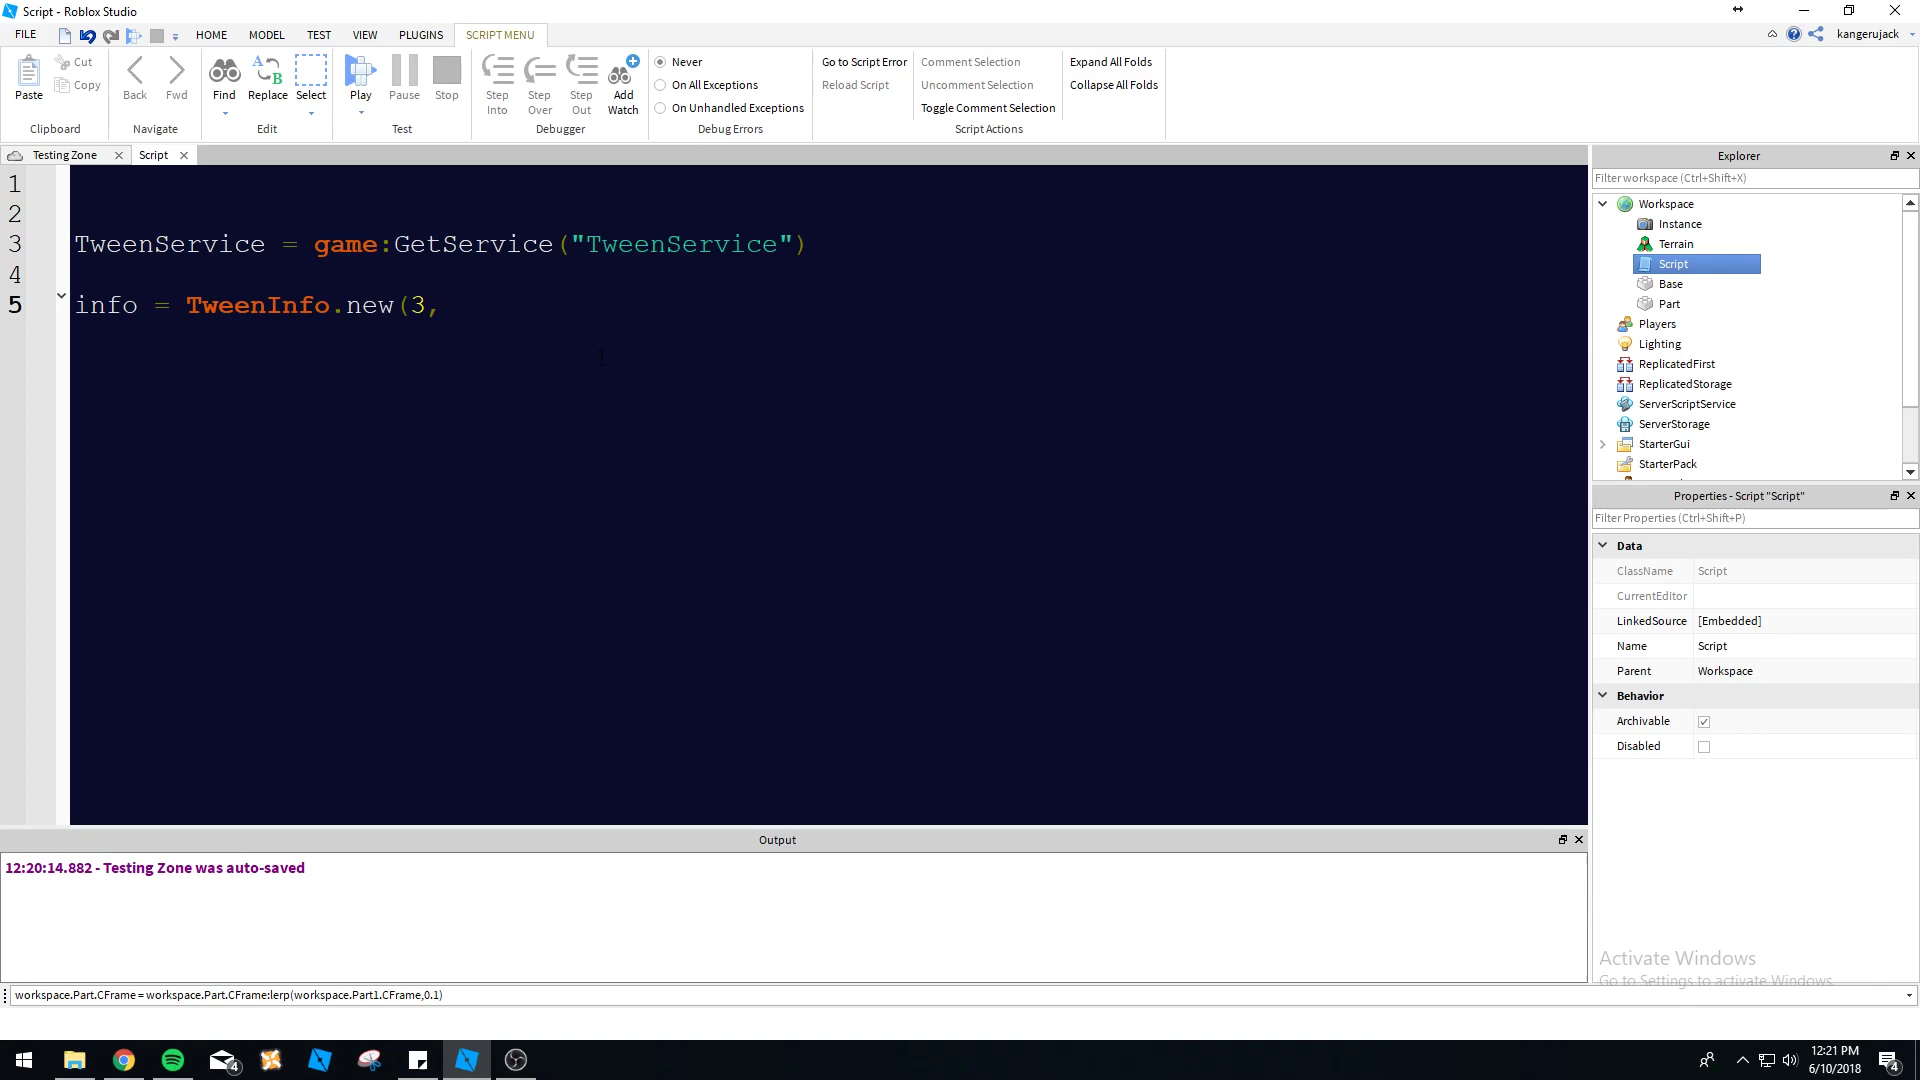 Script - Roblox Studio
FILE HOME MODEL TEST VIEW PLUGINS SCRIPT MENU kangerujack
Paste Cut Copy Back Fwd Find Replace Select Play Pause Stop Step Into Step Over Step Out Add Watch
Never
On All Exceptions
On Unhandled Exceptions
Go to Script Error
Reload Script
Comment Selection
Uncomment Selection
Toggle Comment Selection
Expand All Folds
Collapse All Folds
Clipboard Navigate Edit Test Debugger Debug Errors Script Actions
Testing Zone Script
1
2
3 TweenService = game:GetService("TweenService")
4
5 info = TweenInfo.new(3,
Explorer
Filter workspace (Ctrl+Shift+X)
Workspace
Instance
Terrain
Script
Base
Part
Players
Lighting
ReplicatedFirst
ReplicatedStorage
ServerScriptService
ServerStorage
StarterGui
StarterPack
Properties - Script "Script"
Filter Properties (Ctrl+Shift+P)
Data
ClassName Script
CurrentEditor
LinkedSource [Embedded]
Name Script
Parent Workspace
Behavior
Archivable
Disabled
Output
12:20:14.882 - Testing Zone was auto-saved
Activate Windows
Go to Settings to activate Windows.
workspace.Part.CFrame = workspace.Part.CFrame:lerp(workspace.Part1.CFrame,0.1)
4
12:21 PM
6/10/2018
4